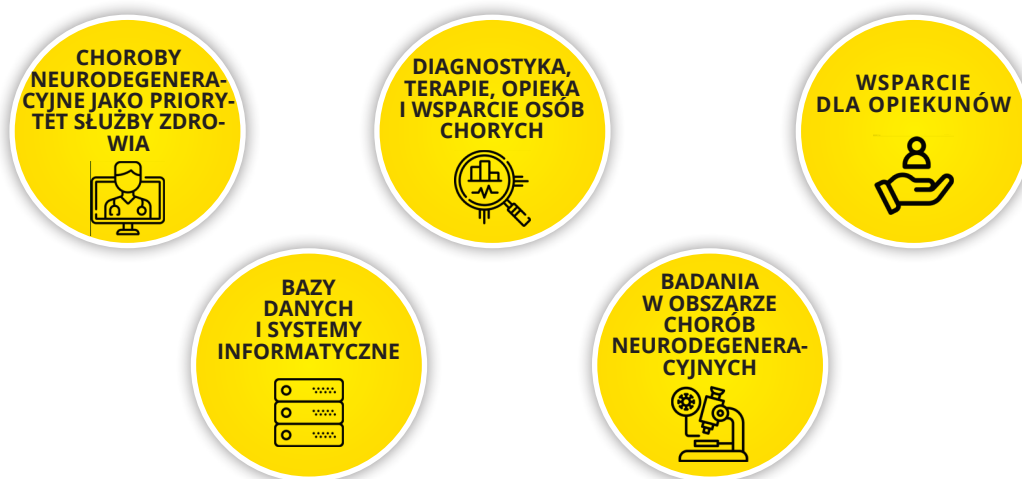 CHOROBY
NEURODEGENERA-
CYJNE JAKO PRIORY-
TET SŁUŻBY ZDRO-
WIA
DIAGNOSTYKA,
TERAPIE, OPIEKA
I WSPARCIE OSÓB
CHORYCH
WSPARCIE
DLA OPIEKUNÓW
BAZY
DANYCH
I SYSTEMY
INFORMATYCZNE
BADANIA
W OBSZARZE
CHORÓB
NEURODEGENERA-
CYJNYCH